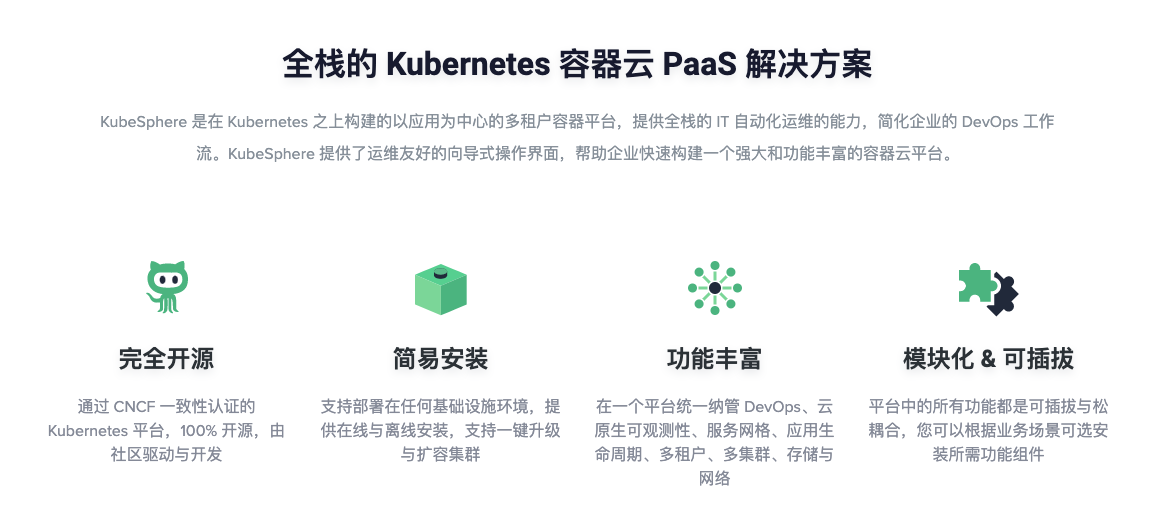 全栈的 Kubernetes 容器云 PaaS 解决方案
KubeSphere 是在 Kubernetes 之上构建的以应用为中心的多租户容器平台，提供全栈的 IT 自动化运维的能力，简化企业的 DevOps 工作
流。KubeSphere 提供了运维友好的向导式操作界面，帮助企业快速构建一个强大和功能丰富的容器云平台。
完全开源
通过 CNCF 一致性认证的
Kubernetes 平台，100% 开源，由
社区驱动与开发
简易安装
支持部署在任何基础设施环境，提
供在线与离线安装，支持一键升级
与扩容集群
功能丰富
在一个平台统一纳管 DevOps、云
原生可观测性、服务网格、应用生
命周期、多租户、多集群、存储与
网络
模块化 & 可插拔
平台中的所有功能都是可插拔与松
耦合，您可以根据业务场景可选安
装所需功能组件